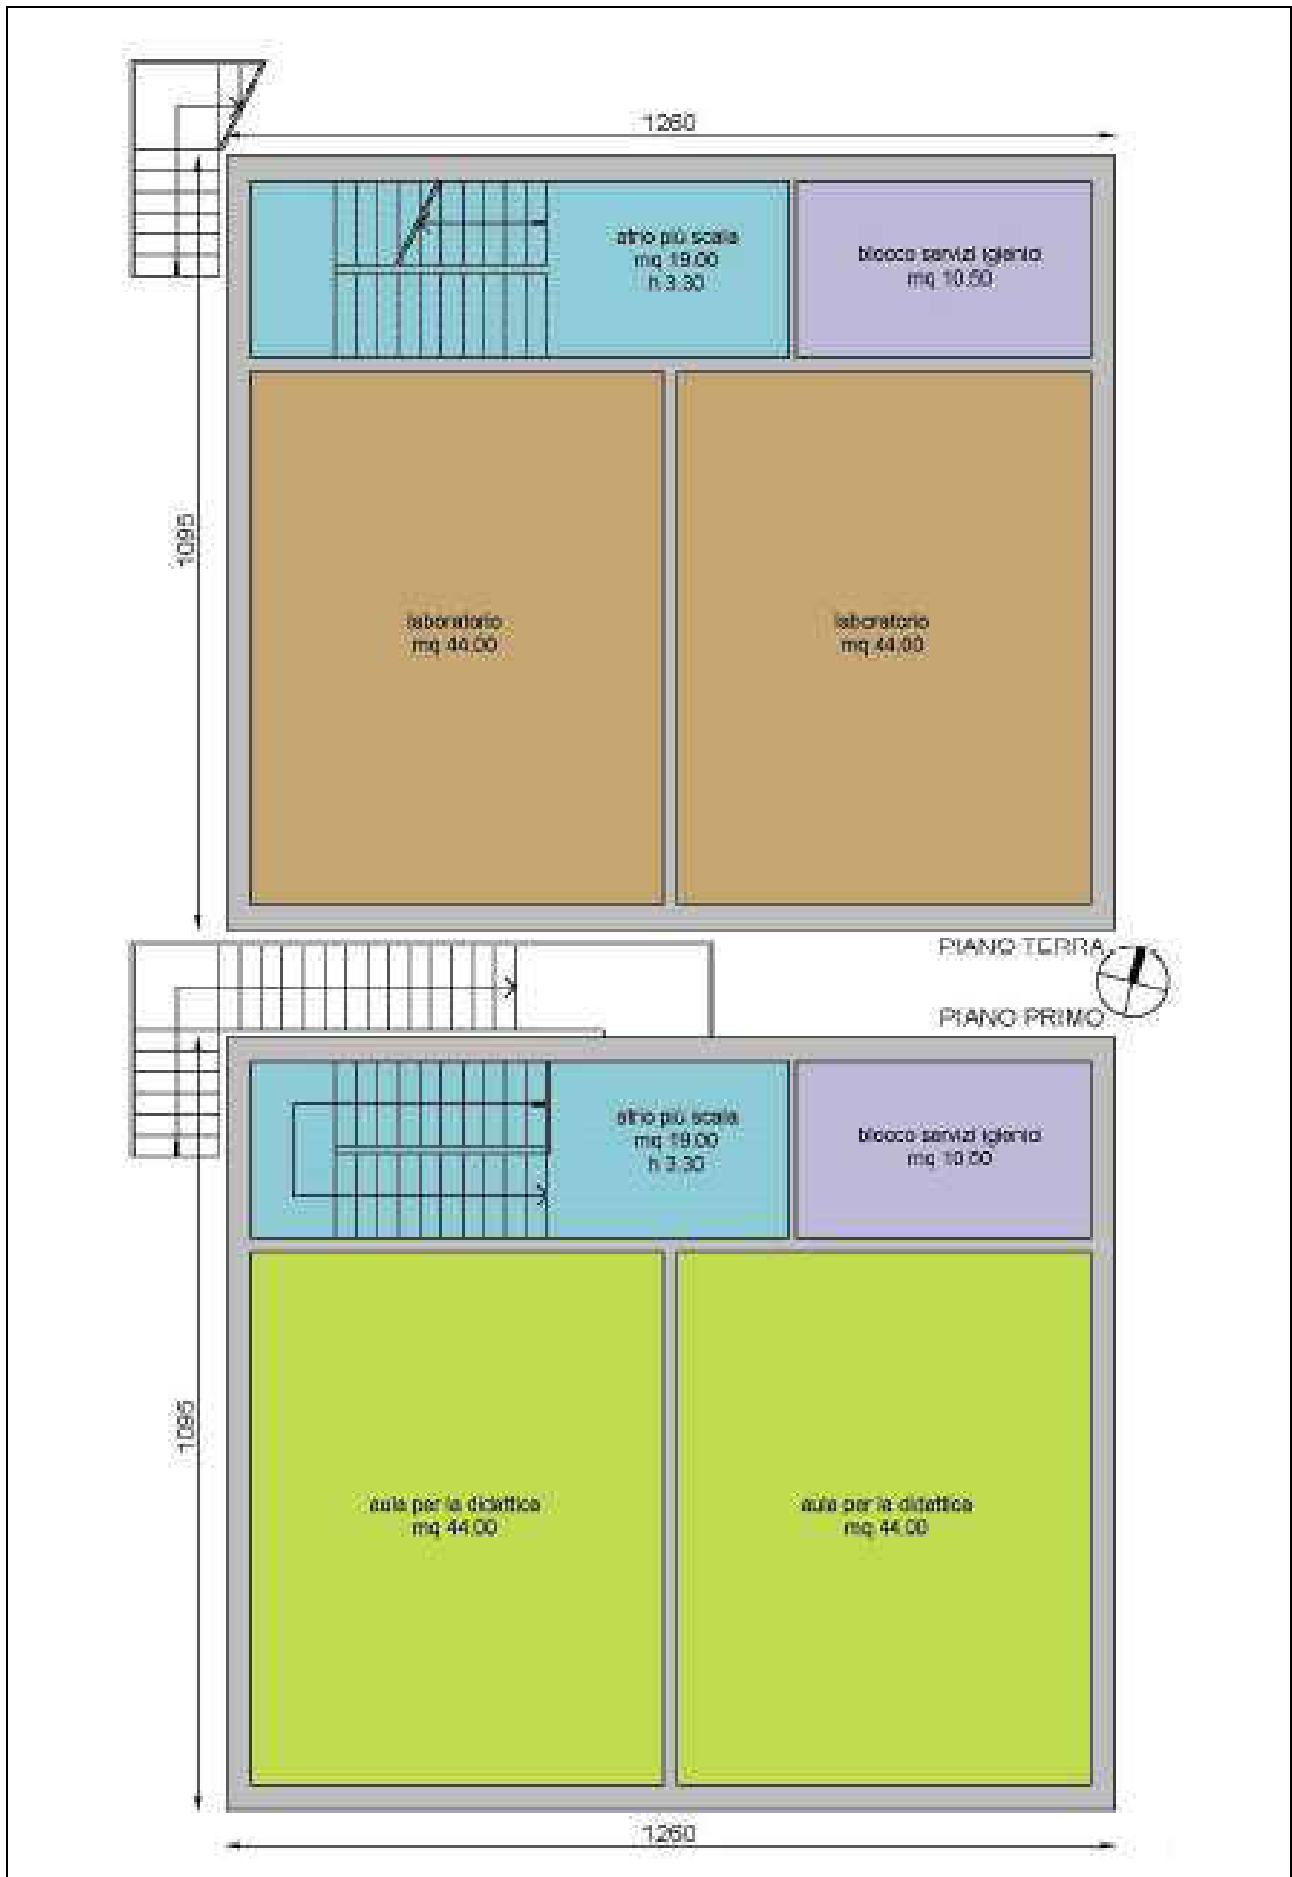 1260
atrio più scala
mq 19.00
h 3.30
blocco servizi igienici
mq 10.50
1095
laboratorio
mq 44.00
laboratorio
mq 44.00
PIANO TERRA
PIANO PRIMO
atrio più scala
mq 19.00
h 3.30
blocco servizi igienici
mq 10.50
1095
aula per la didattica
mq 44.00
aula per la didattica
mq 44.00
1260